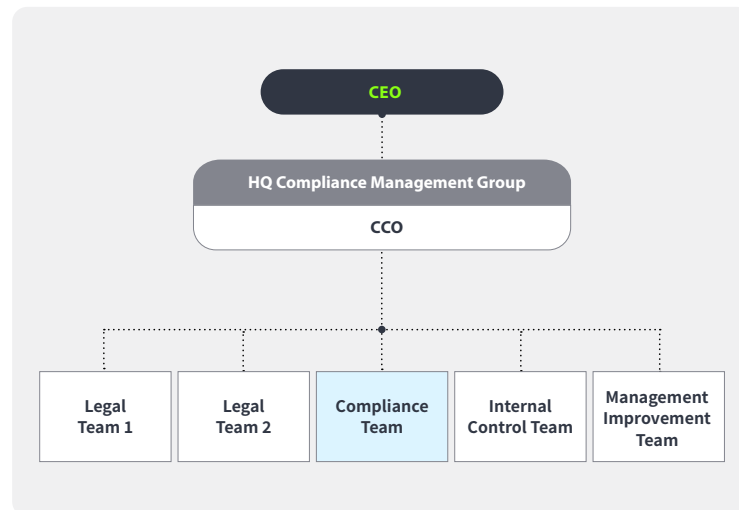 CEO
HQ Compliance Management Group
CCO
Legal
Team 1
Legal
Team 2
Compliance
Team
Internal
Control Team
Management
Improvement
Team